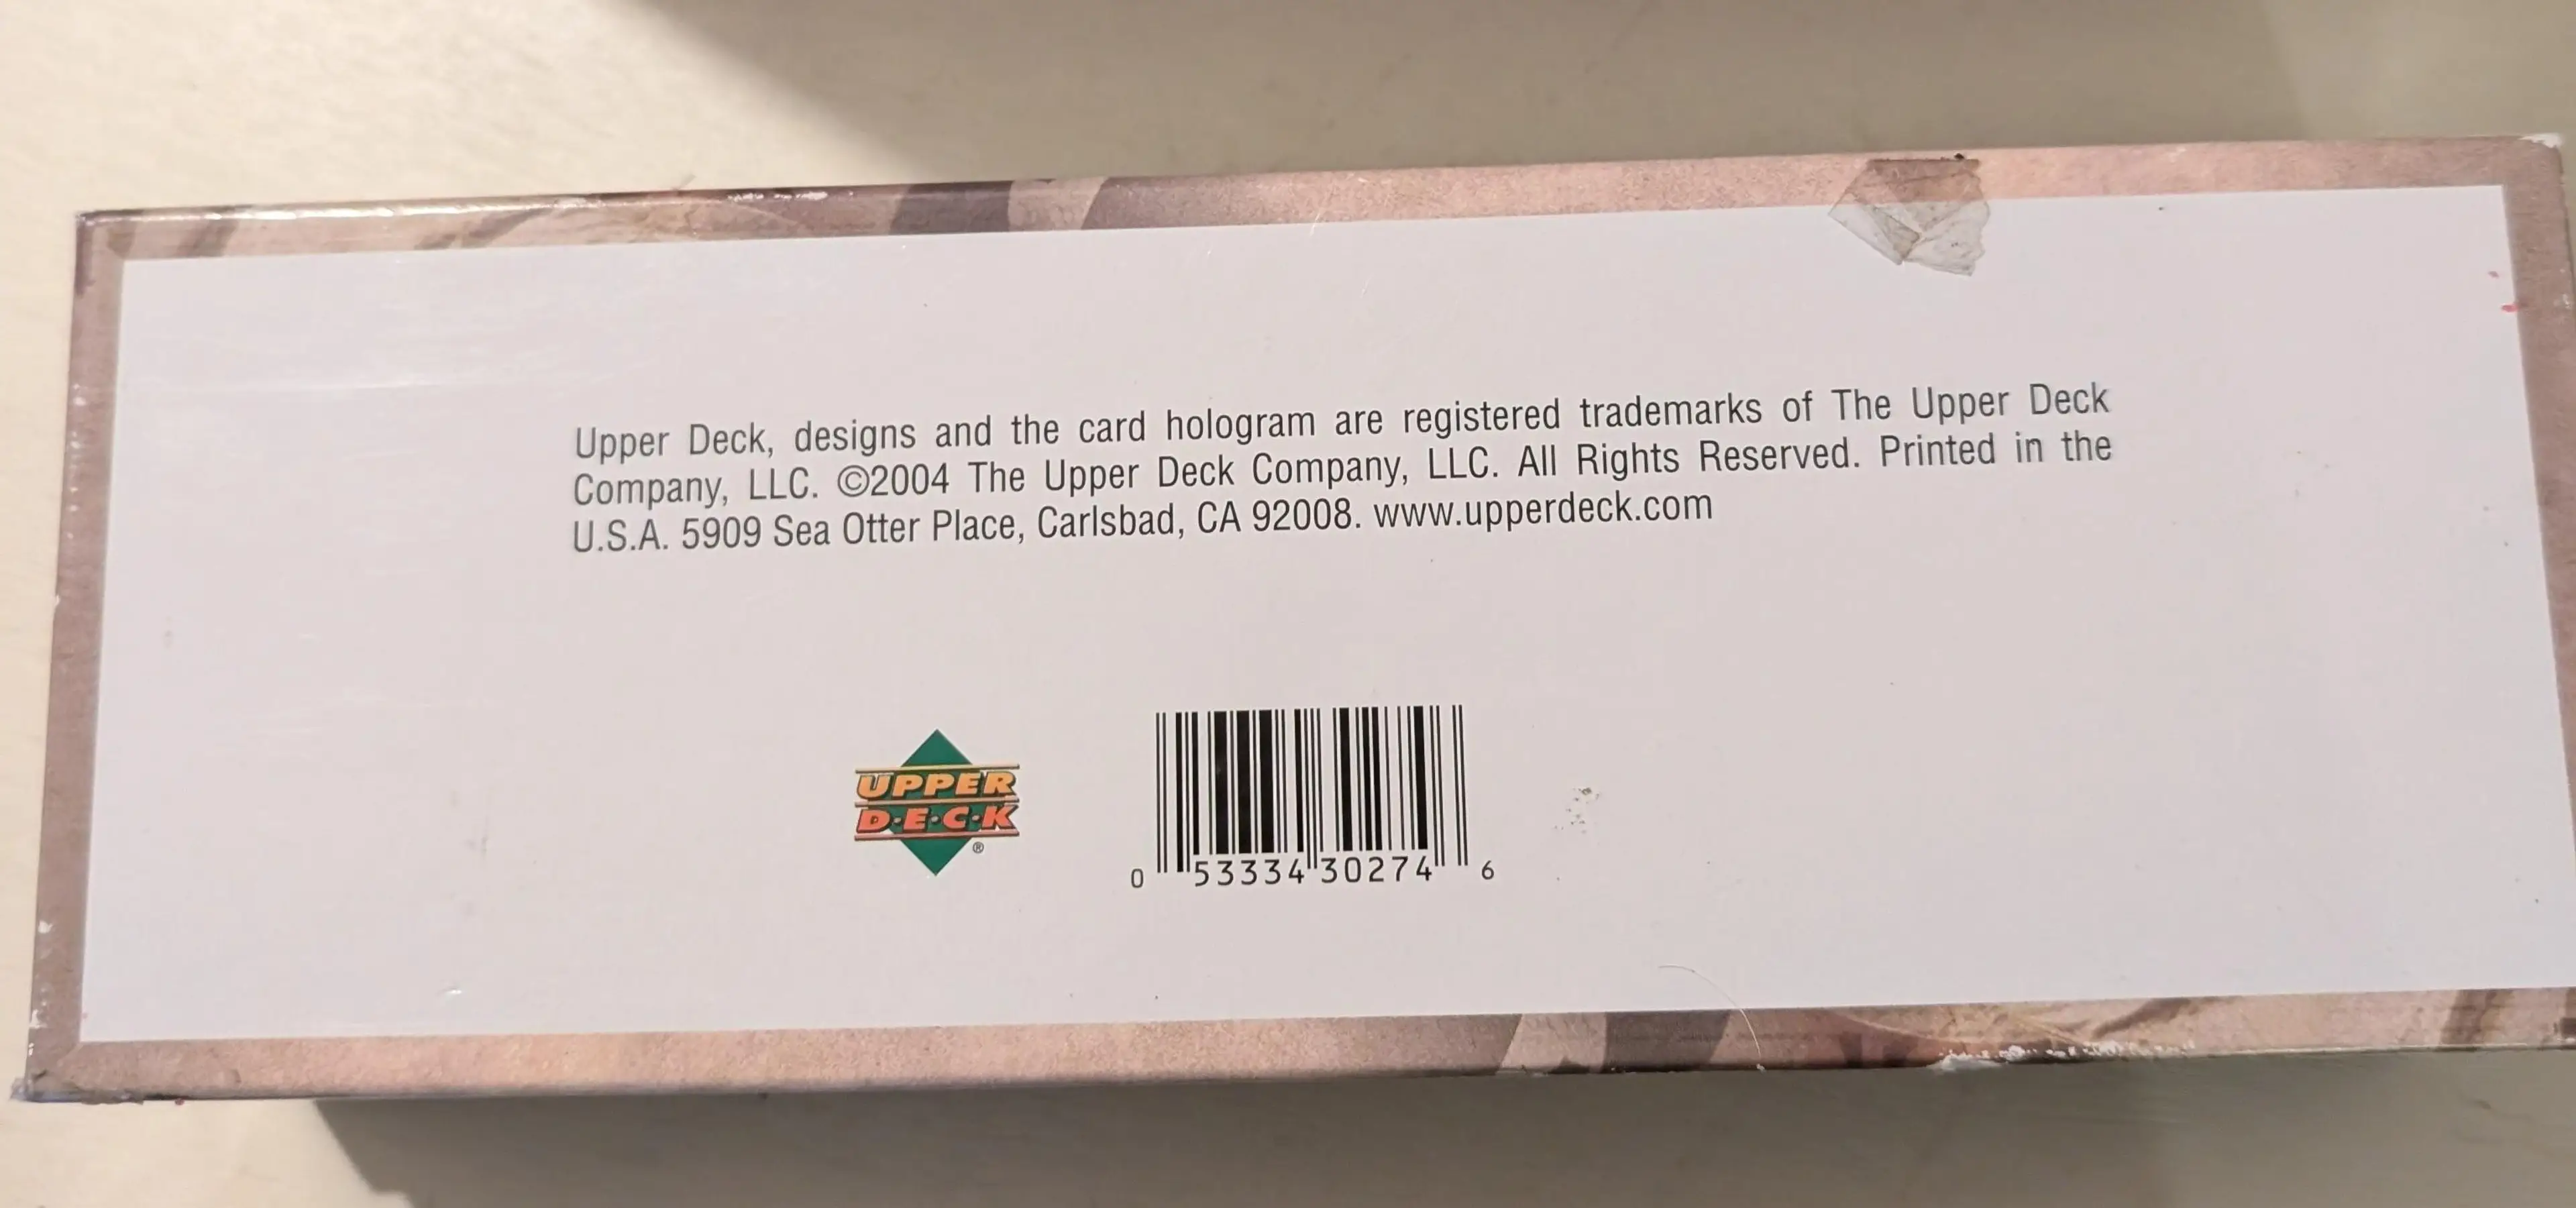 Upper Deck, designs and the card hologram are registered trademarks of The Upper Deck
Company, LLC. ©2004 The Upper Deck Company, LLC. All Rights Reserved. Printed in the
U.S.A. 5909 Sea Otter Place, Carlsbad, CA 92008. www.upperdeck.com
UPPER
D•E•C•K
®
0 53334 30274 6